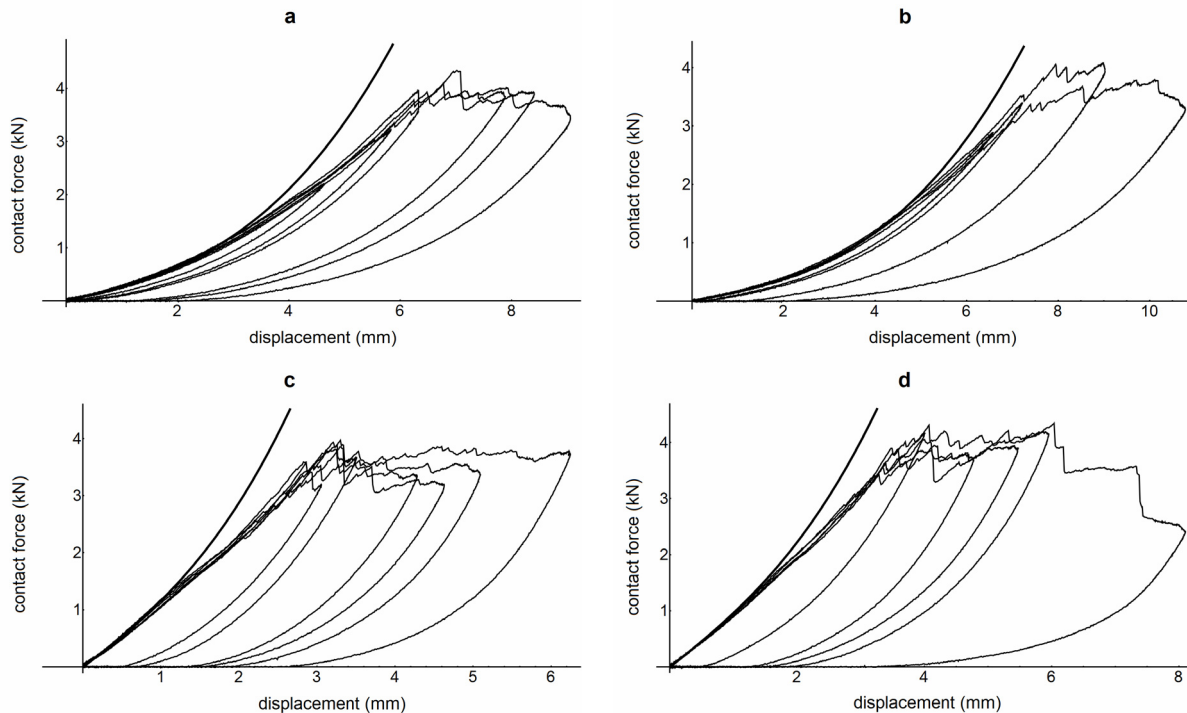 a
contact force (kN)
4
3
2
1
2
4
6
8
displacement (mm)
b
contact force (kN)
4
3
2
1
2
4
6
8
10
displacement (mm)
c
contact force (kN)
4
3
2
1
1
2
3
4
5
6
displacement (mm)
d
contact force (kN)
4
3
2
1
2
4
6
8
displacement (mm)